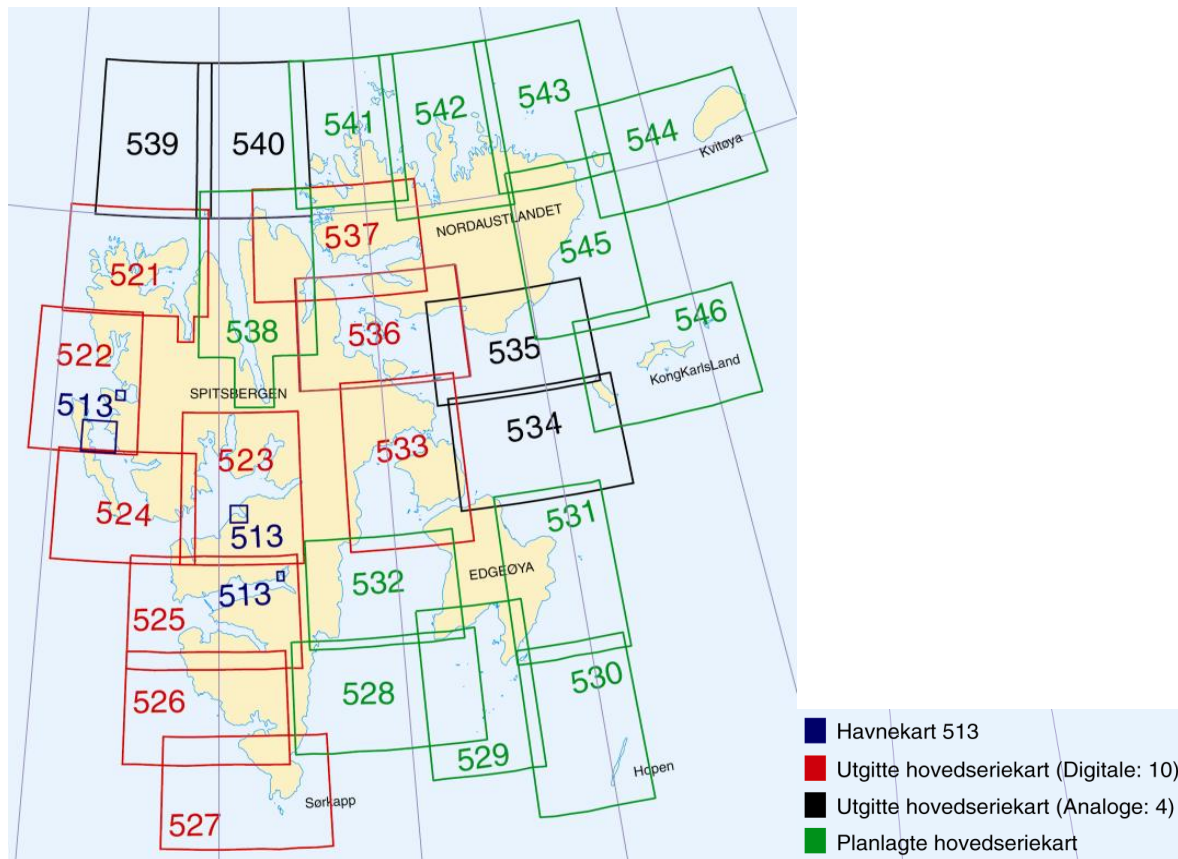 543
542
541
544
539
540
Kvitøya
NORDAUSTLANDET
537
545
521
546
538
536
535
522
KongKarlsLand
SPITSBERGEN
513
534
533
523
524
531
513
EDGEØYA
532
513
525
530
528
526
529
Hopen
Sørkapp
527
Havnekart 513
Utgitte hovedseriekart (Digitale: 10)
Utgitte hovedseriekart (Analoge: 4)
Planlagte hovedseriekart